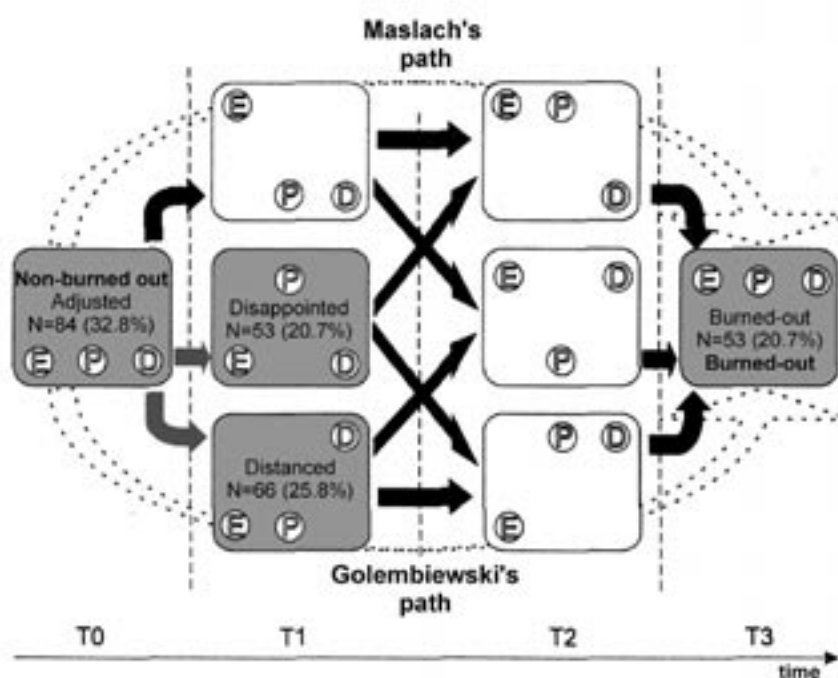 Maslach's
path
E
P D
E P
D
Non-burned out
Adjusted
N=84 (32.8%)
E P D
P
Disappointed
N=53 (20.7%)
E D
E D
P
E P D
Burned-out
N=53 (20.7%)
Burned-out
D
Distanced
N=66 (25.8%)
E P
P D
E
Golembiewski's
path
T0 T1 T2 T3
time